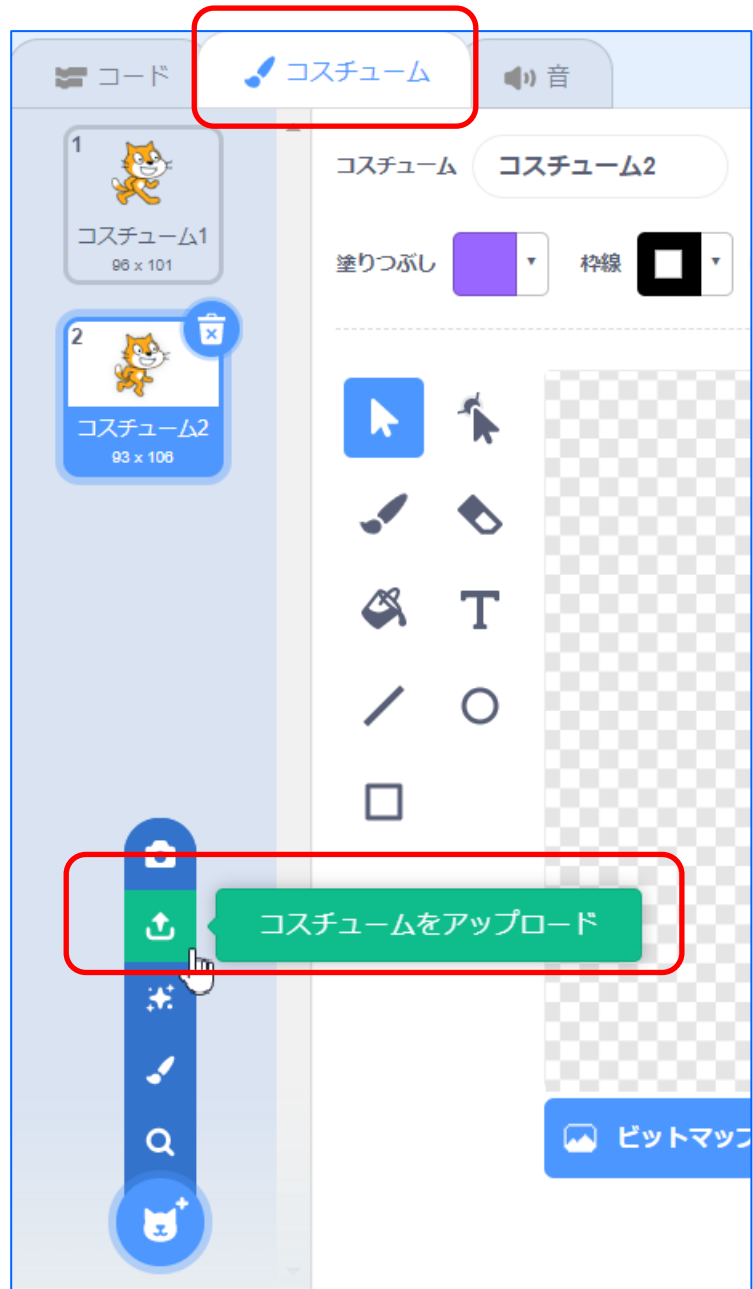 コード
コスチューム
音
1
コスチューム1
96 x 101
2
コスチューム2
93 x 106
コスチューム
コスチューム2
塗りつぶし
枠線
T
コスチュームをアップロード
ビットマップ